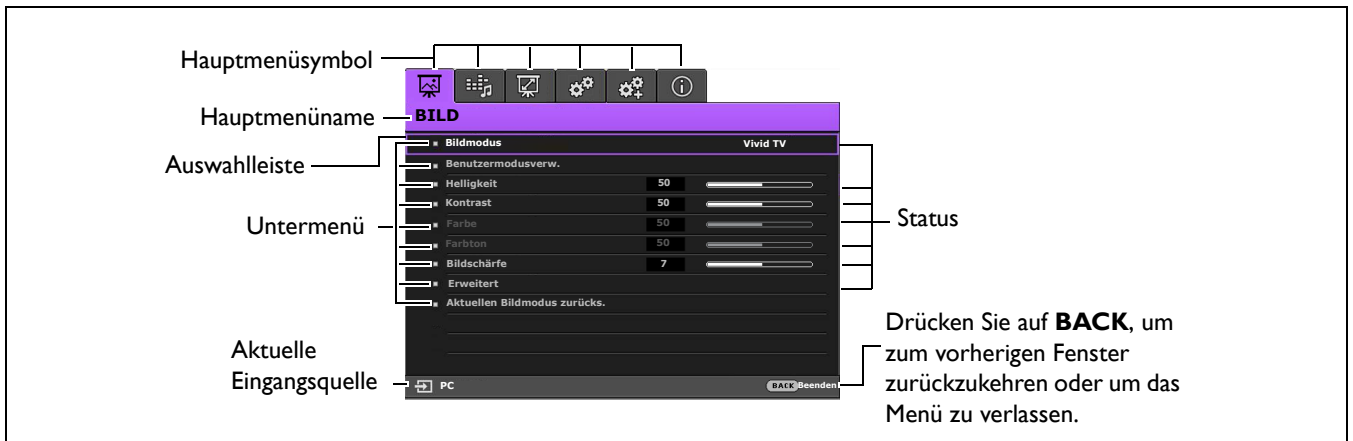 Hauptmenüsymbol
Hauptmenüname
BILD
Auswahlleiste
Bildmodus Vivid TV
Benutzermodusverw.
Helligkeit 50
Kontrast 50
Untermenü
Farbe 50
Status
Farbton 50
Bildschärfe 7
Erweitert
Aktuellen Bildmodus zurücks.
Aktuelle
Eingangsquelle
PC
BACK Beenden
Drücken Sie auf BACK, um
zum vorherigen Fenster
zurückzukehren oder um das
Menü zu verlassen.